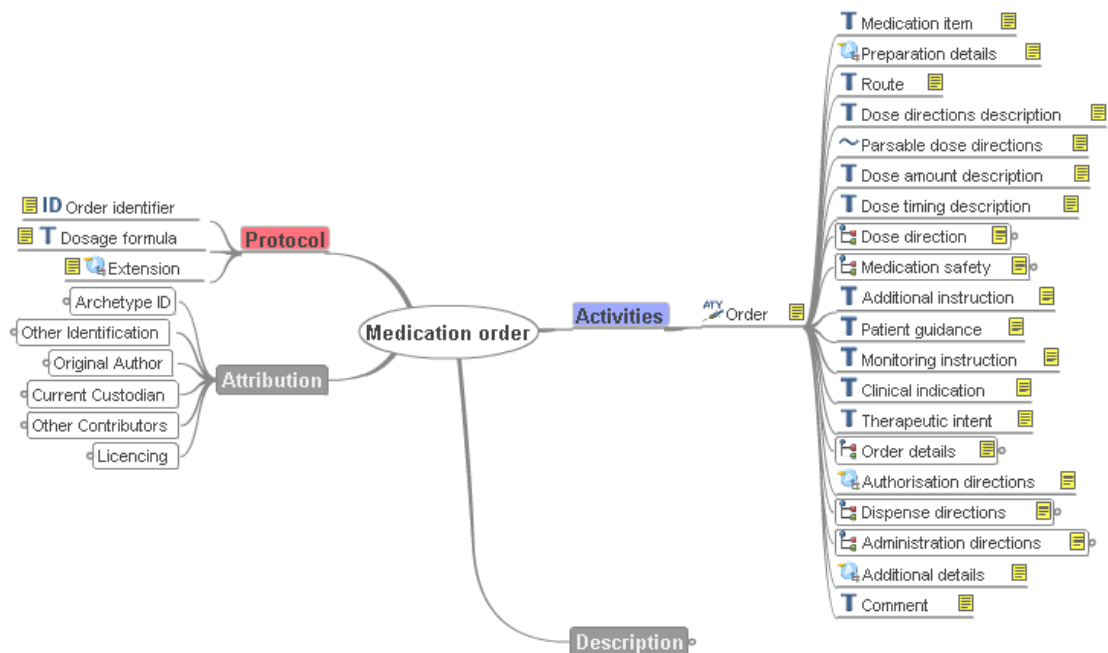 T Medication item
Preparation details
T Route
T Dose directions description
Parsable dose directions
T Dose amount description
T Dose timing description
Dose direction
Medication safety
T Additional instruction
T Patient guidance
T Monitoring instruction
T Clinical indication
T Therapeutic intent
Order details
Authorisation directions
Dispense directions
Administration directions
Additional details
T Comment
ATY Order
Activities
Medication order
Protocol
ID Order identifier
T Dosage formula
Extension
Attribution
Archetype ID
Other Identification
Original Author
Current Custodian
Other Contributors
Licencing
Description